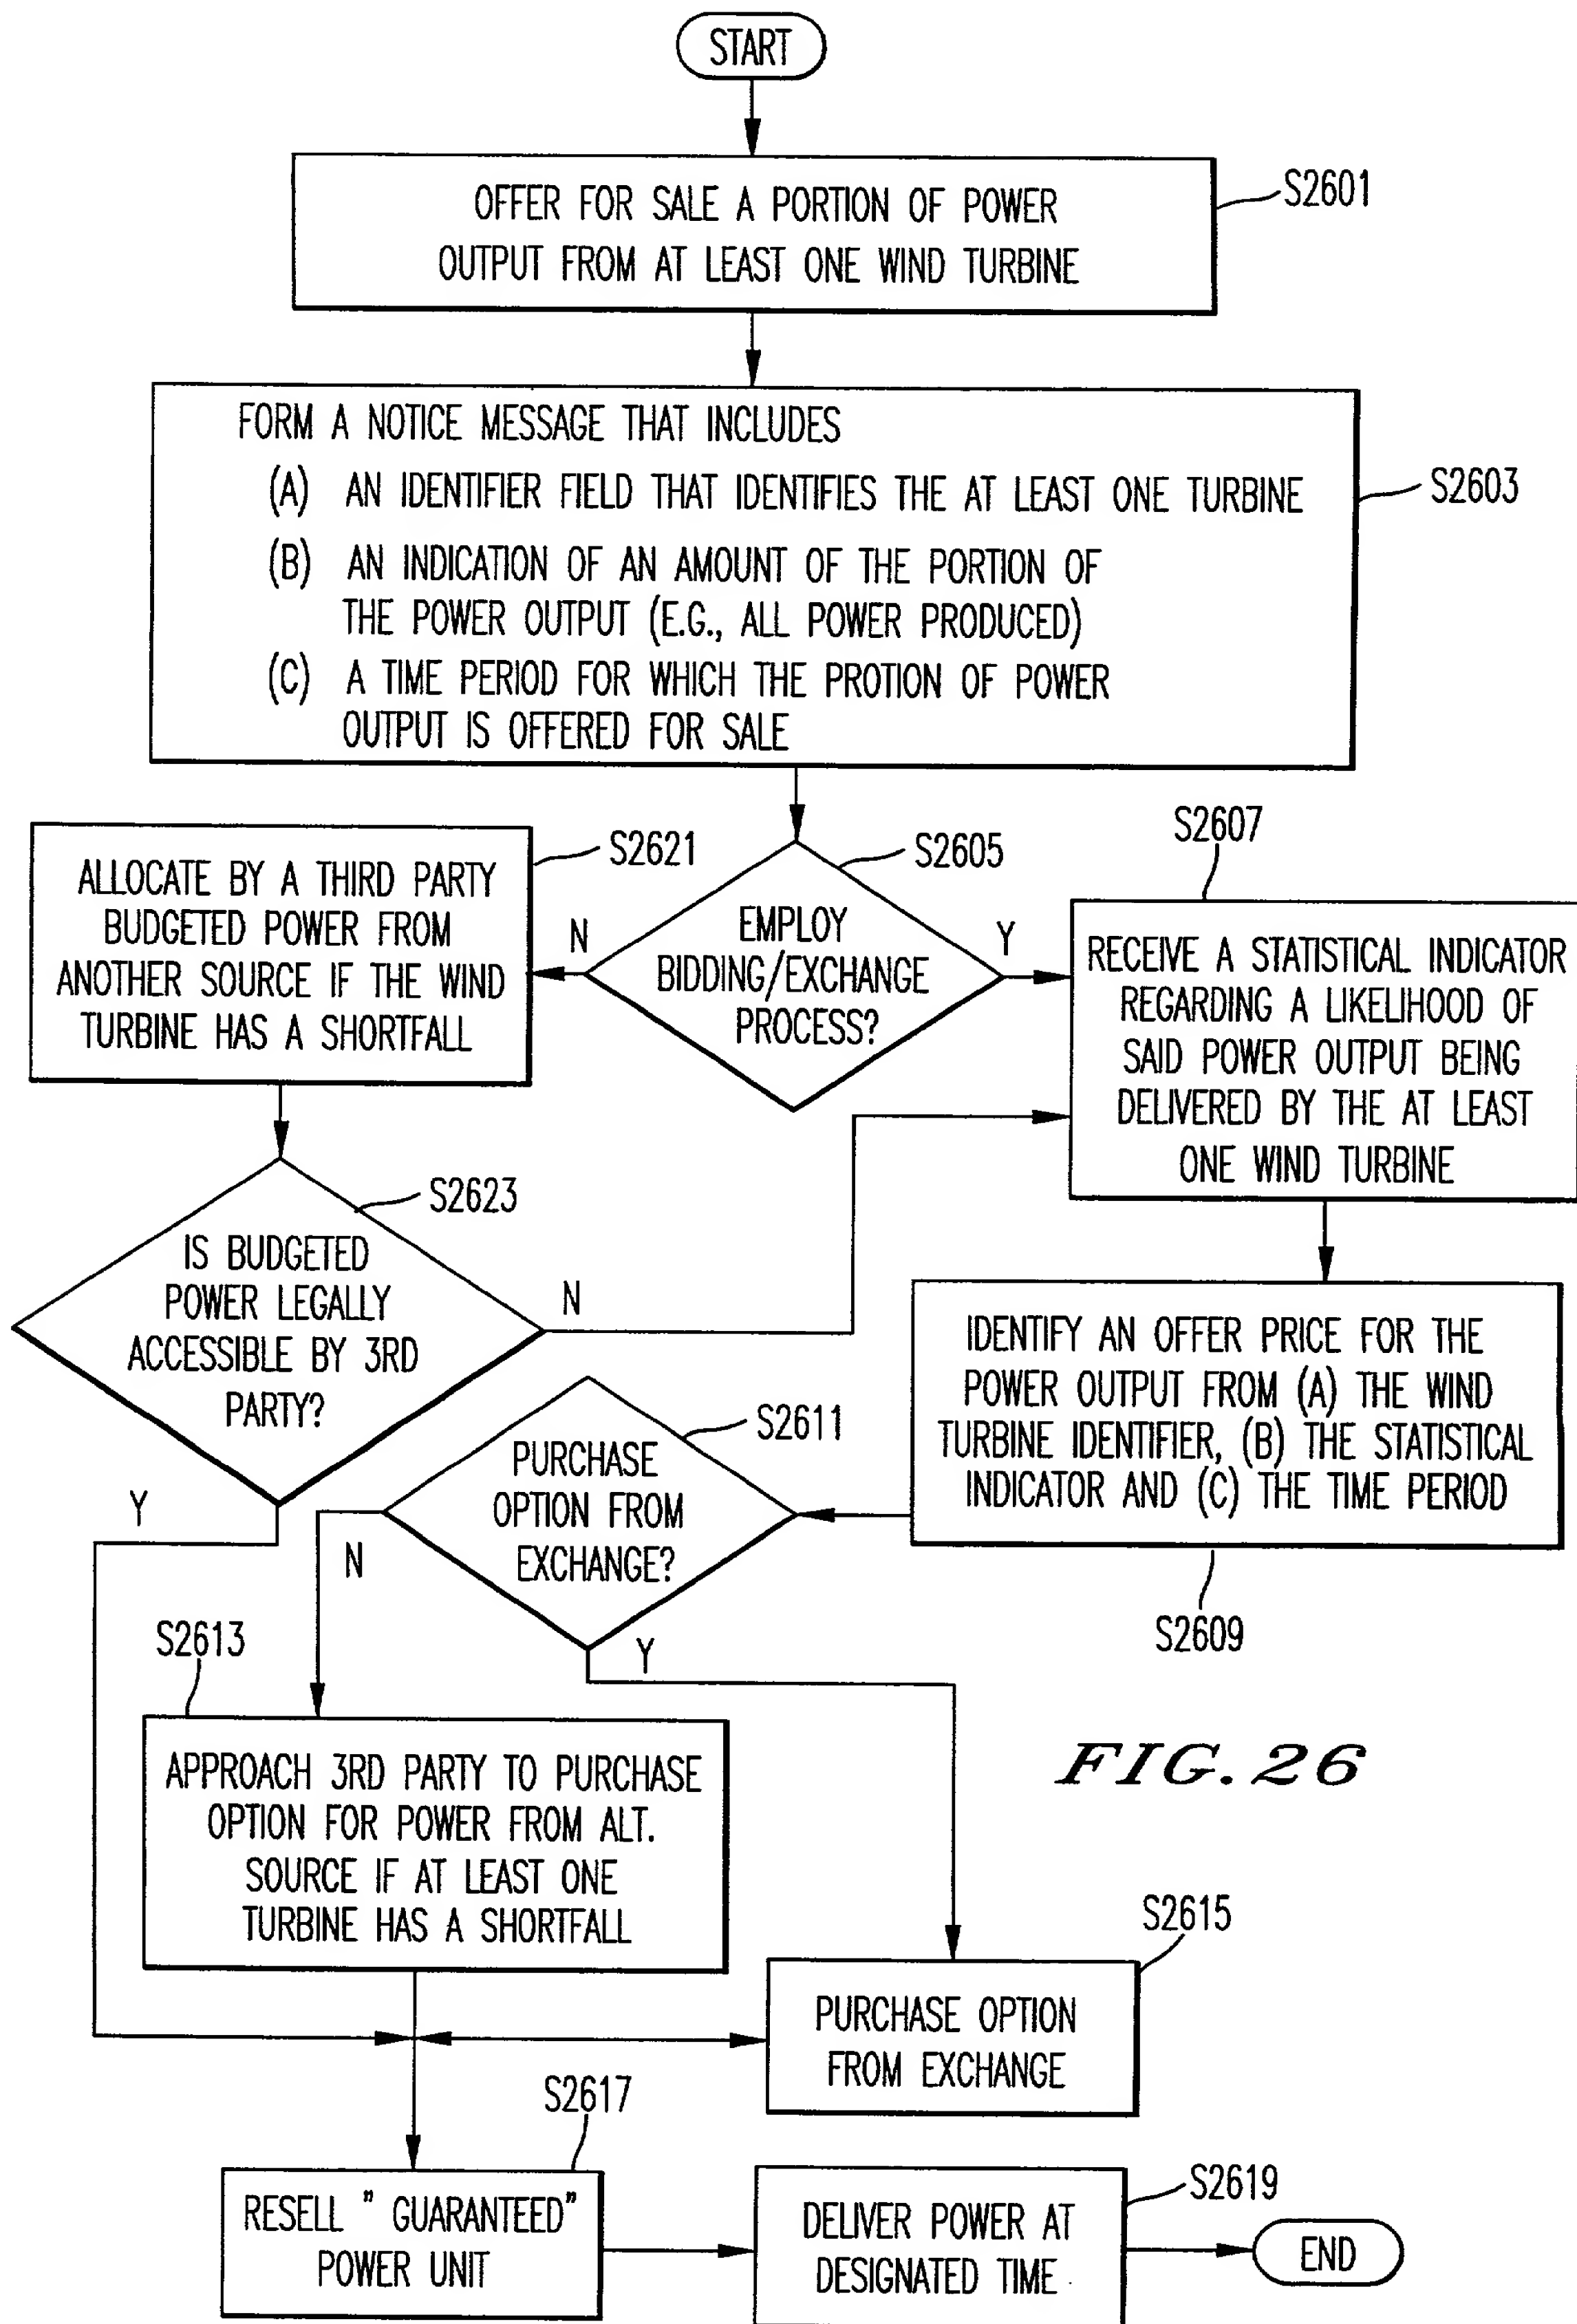 START
OFFER FOR SALE A PORTION OF POWER
OUTPUT FROM AT LEAST ONE WIND TURBINE
S2601
FORM A NOTICE MESSAGE THAT INCLUDES
(A) AN IDENTIFIER FIELD THAT IDENTIFIES THE AT LEAST ONE TURBINE
(B) AN INDICATION OF AN AMOUNT OF THE PORTION OF
THE POWER OUTPUT (E.G., ALL POWER PRODUCED)
(C) A TIME PERIOD FOR WHICH THE PROTION OF POWER
OUTPUT IS OFFERED FOR SALE
S2603
EMPLOY
BIDDING/EXCHANGE
PROCESS?
S2605
N
Y
ALLOCATE BY A THIRD PARTY
BUDGETED POWER FROM
ANOTHER SOURCE IF THE WIND
TURBINE HAS A SHORTFALL
S2621
S2607
RECEIVE A STATISTICAL INDICATOR
REGARDING A LIKELIHOOD OF
SAID POWER OUTPUT BEING
DELIVERED BY THE AT LEAST
ONE WIND TURBINE
IS BUDGETED
POWER LEGALLY
ACCESSIBLE BY 3RD
PARTY?
S2623
N
Y
IDENTIFY AN OFFER PRICE FOR THE
POWER OUTPUT FROM (A) THE WIND
TURBINE IDENTIFIER, (B) THE STATISTICAL
INDICATOR AND (C) THE TIME PERIOD
S2609
PURCHASE
OPTION FROM
EXCHANGE?
S2611
N
Y
S2613
APPROACH 3RD PARTY TO PURCHASE
OPTION FOR POWER FROM ALT.
SOURCE IF AT LEAST ONE
TURBINE HAS A SHORTFALL
FIG. 26
S2615
PURCHASE OPTION
FROM EXCHANGE
S2617
RESELL " GUARANTEED"
POWER UNIT
DELIVER POWER AT
DESIGNATED TIME
S2619
END